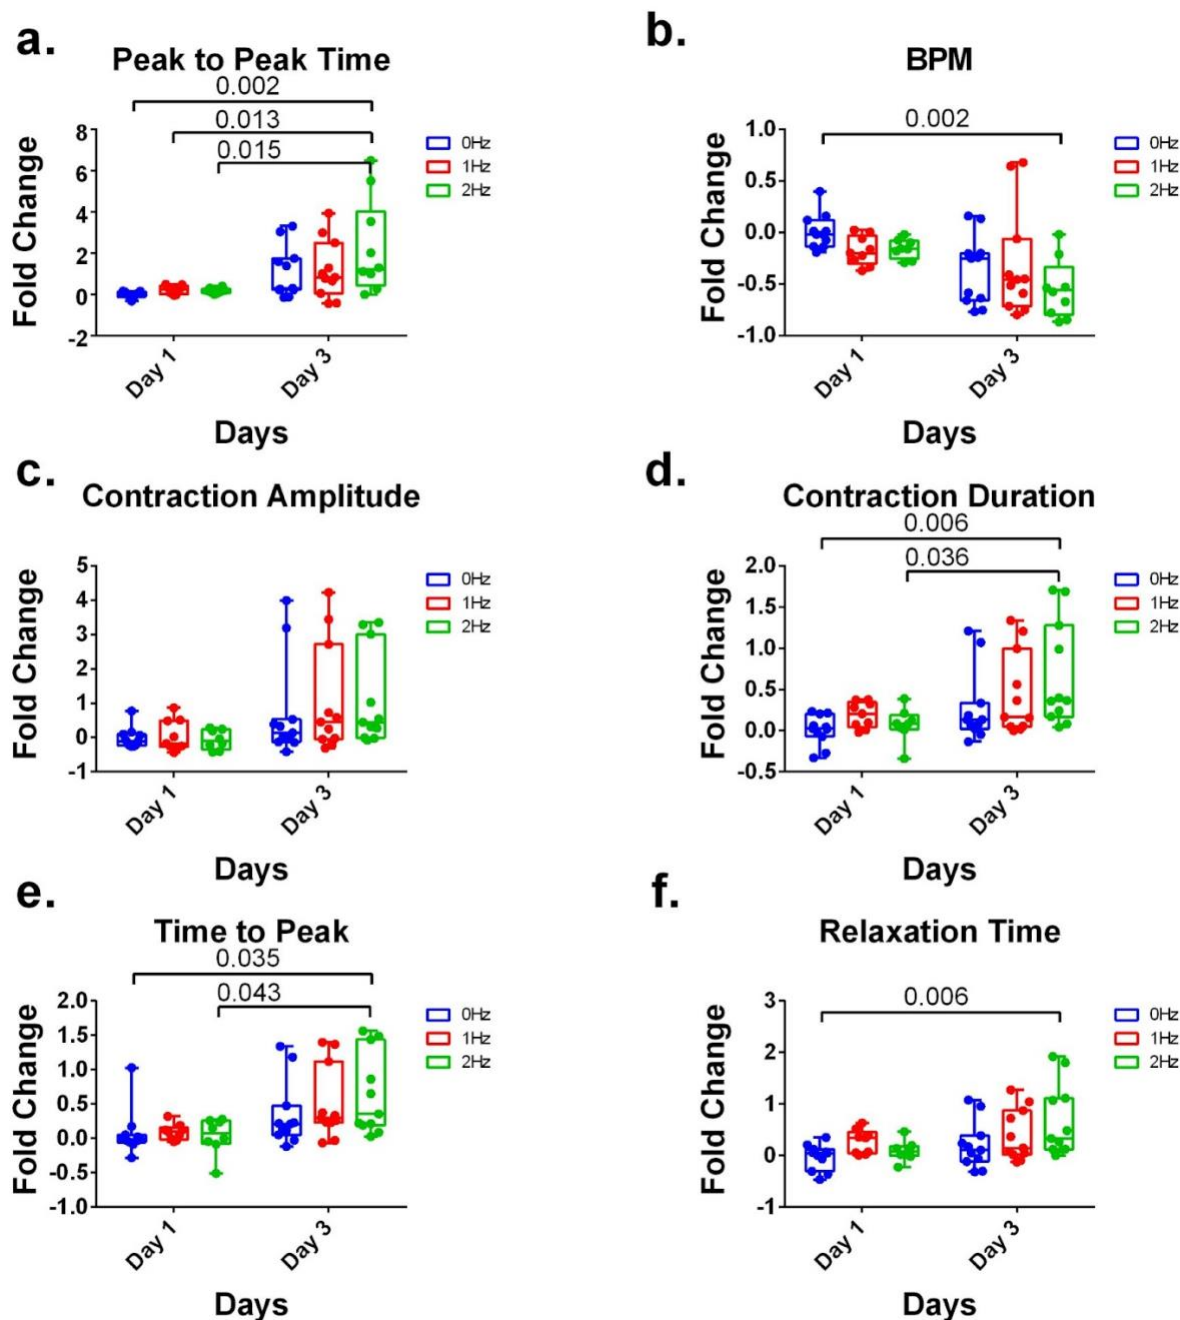 a.
Peak to Peak Time
0.002
0.013
0.015
Fold Change
8
6
4
2
0
-2
0Hz
1Hz
2Hz
Day 1
Day 3
Days
b.
BPM
0.002
Fold Change
1.0
0.5
0.0
-0.5
-1.0
0Hz
1Hz
2Hz
Day 1
Day 3
Days
c.
Contraction Amplitude
Fold Change
5
4
3
2
1
0
-1
0Hz
1Hz
2Hz
Day 1
Day 3
Days
d.
Contraction Duration
0.006
0.036
Fold Change
2.0
1.5
1.0
0.5
0.0
-0.5
0Hz
1Hz
2Hz
Day 1
Day 3
Days
e.
Time to Peak
0.035
0.043
Fold Change
2.0
1.5
1.0
0.5
0.0
-0.5
-1.0
0Hz
1Hz
2Hz
Day 1
Day 3
Days
f.
Relaxation Time
0.006
Fold Change
3
2
1
0
-1
0Hz
1Hz
2Hz
Day 1
Day 3
Days